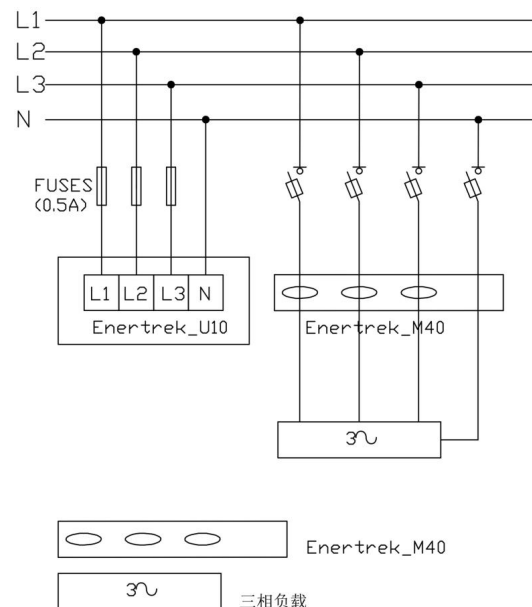 L1
L2
L3
N
FUSES
(0.5A)
L1 L2 L3 N
Enertrek_U10
Enertrek_M40
3∿
Enertrek_M40
3∿
三相负载